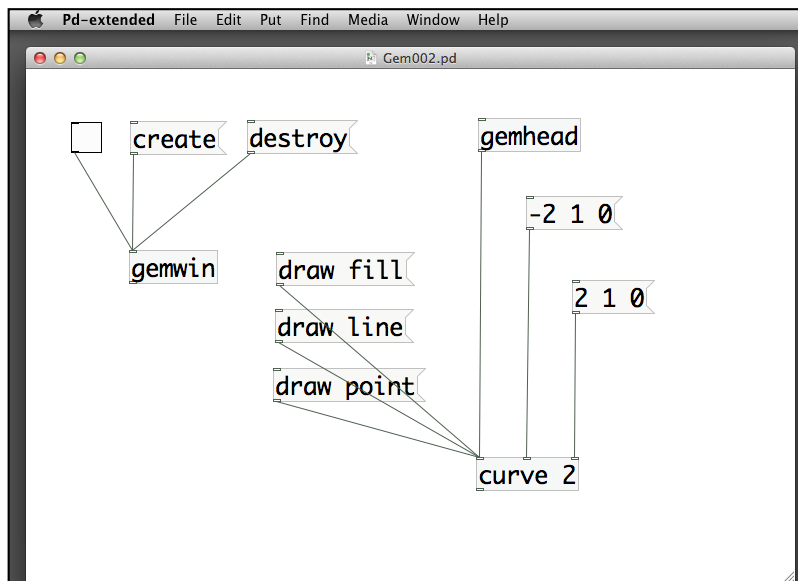 Pd-extended File Edit Put Find Media Window Help
Gem002.pd
create destroy gemhead
-2 1 0
gemwin draw fill
2 1 0
draw line
draw point
curve 2